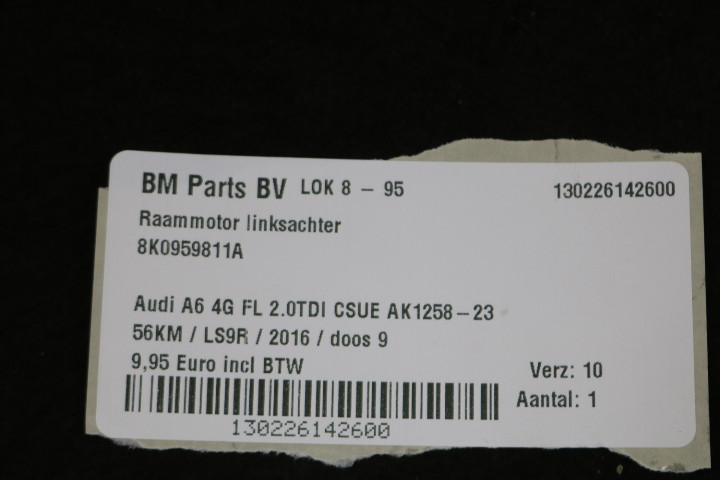 BM Parts BV LOK 8 - 95 130226142600
Raammotor linksachter
8K0959811A
Audi A6 4G FL 2.0TDI CSUE AK1258-23
56KM / LS9R / 2016 / doos 9
9,95 Euro incl BTW Verz: 10
Aantal: 1
130226142600